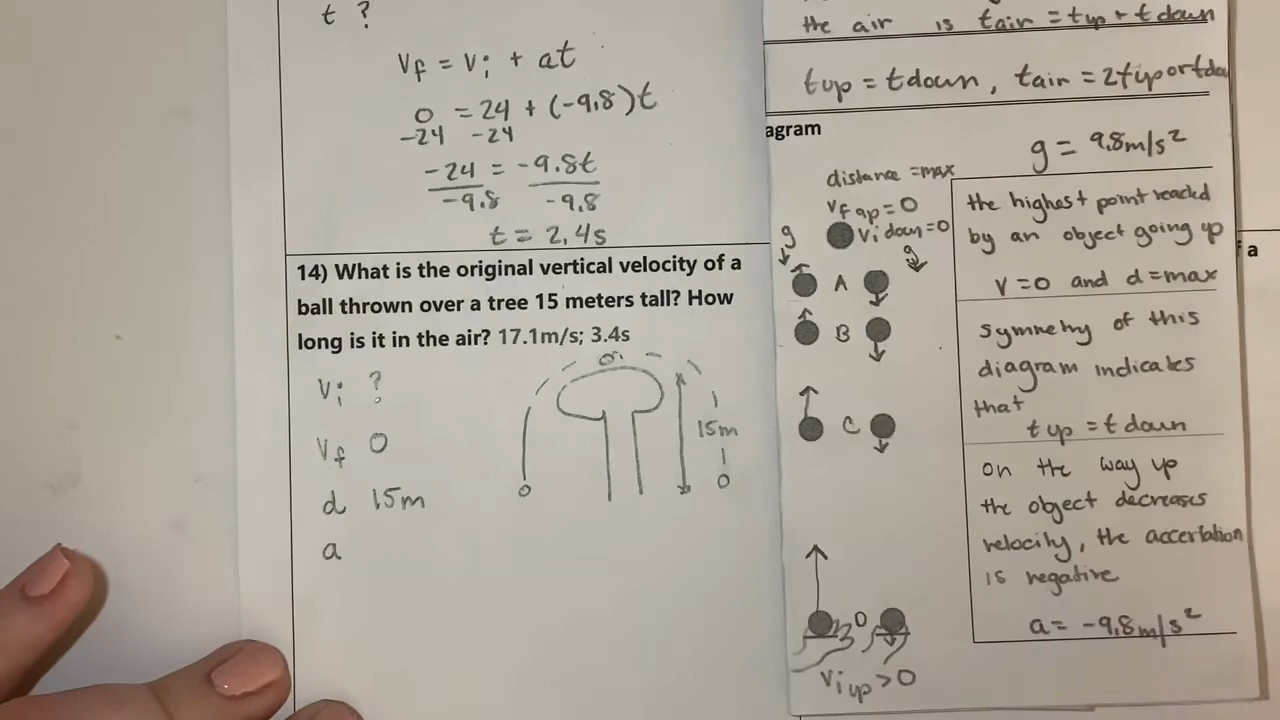 t ?
Vf = Vi + at
0 = 24 + (-9.8)t
-24 -24
-24 = -9.8t
-9.8 -9.8
t = 2.4s
14) What is the original vertical velocity of a
ball thrown over a tree 15 meters tall? How
long is it in the air? 17.1m/s; 3.4s
Vi ?
Vf 0
d 15m
a
15m
the air is tair = tup + tdown
tup = tdown, tair = 2tup or tdow
agram
g = 9.8m/s²
distance = max
Vf ap = 0
Vi down = 0
g
g
A
B
C
Vi up > 0
the highest point reached
by an object going up
v = 0 and d = max
symmetry of this
diagram indicates
that
tup = tdown
on the way up
the object decreases
velocity, the accerlation
is negative
a = -9.8m/s²
a